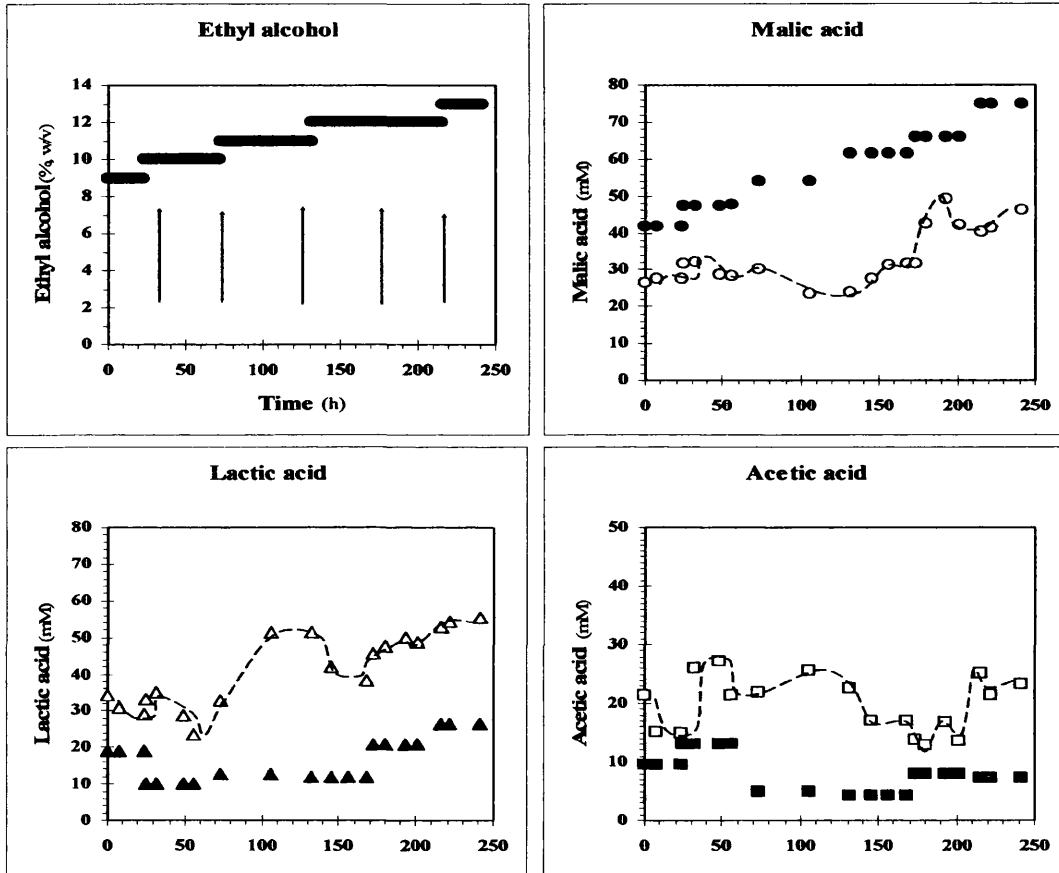 Ethyl alcohol
Ethyl alcohol (%, w/v)
14
12
10
8
6
4
2
0
0 50 100 150 200 250
Time (h)
Malic acid
Malic acid (mM)
80
70
60
50
40
30
20
10
0
0 50 100 150 200 250
Lactic acid
Lactic acid (mM)
80
70
60
50
40
30
20
10
0
0 50 100 150 200 250
Acetic acid
Acetic acid (mM)
50
40
30
20
10
0
0 50 100 150 200 250